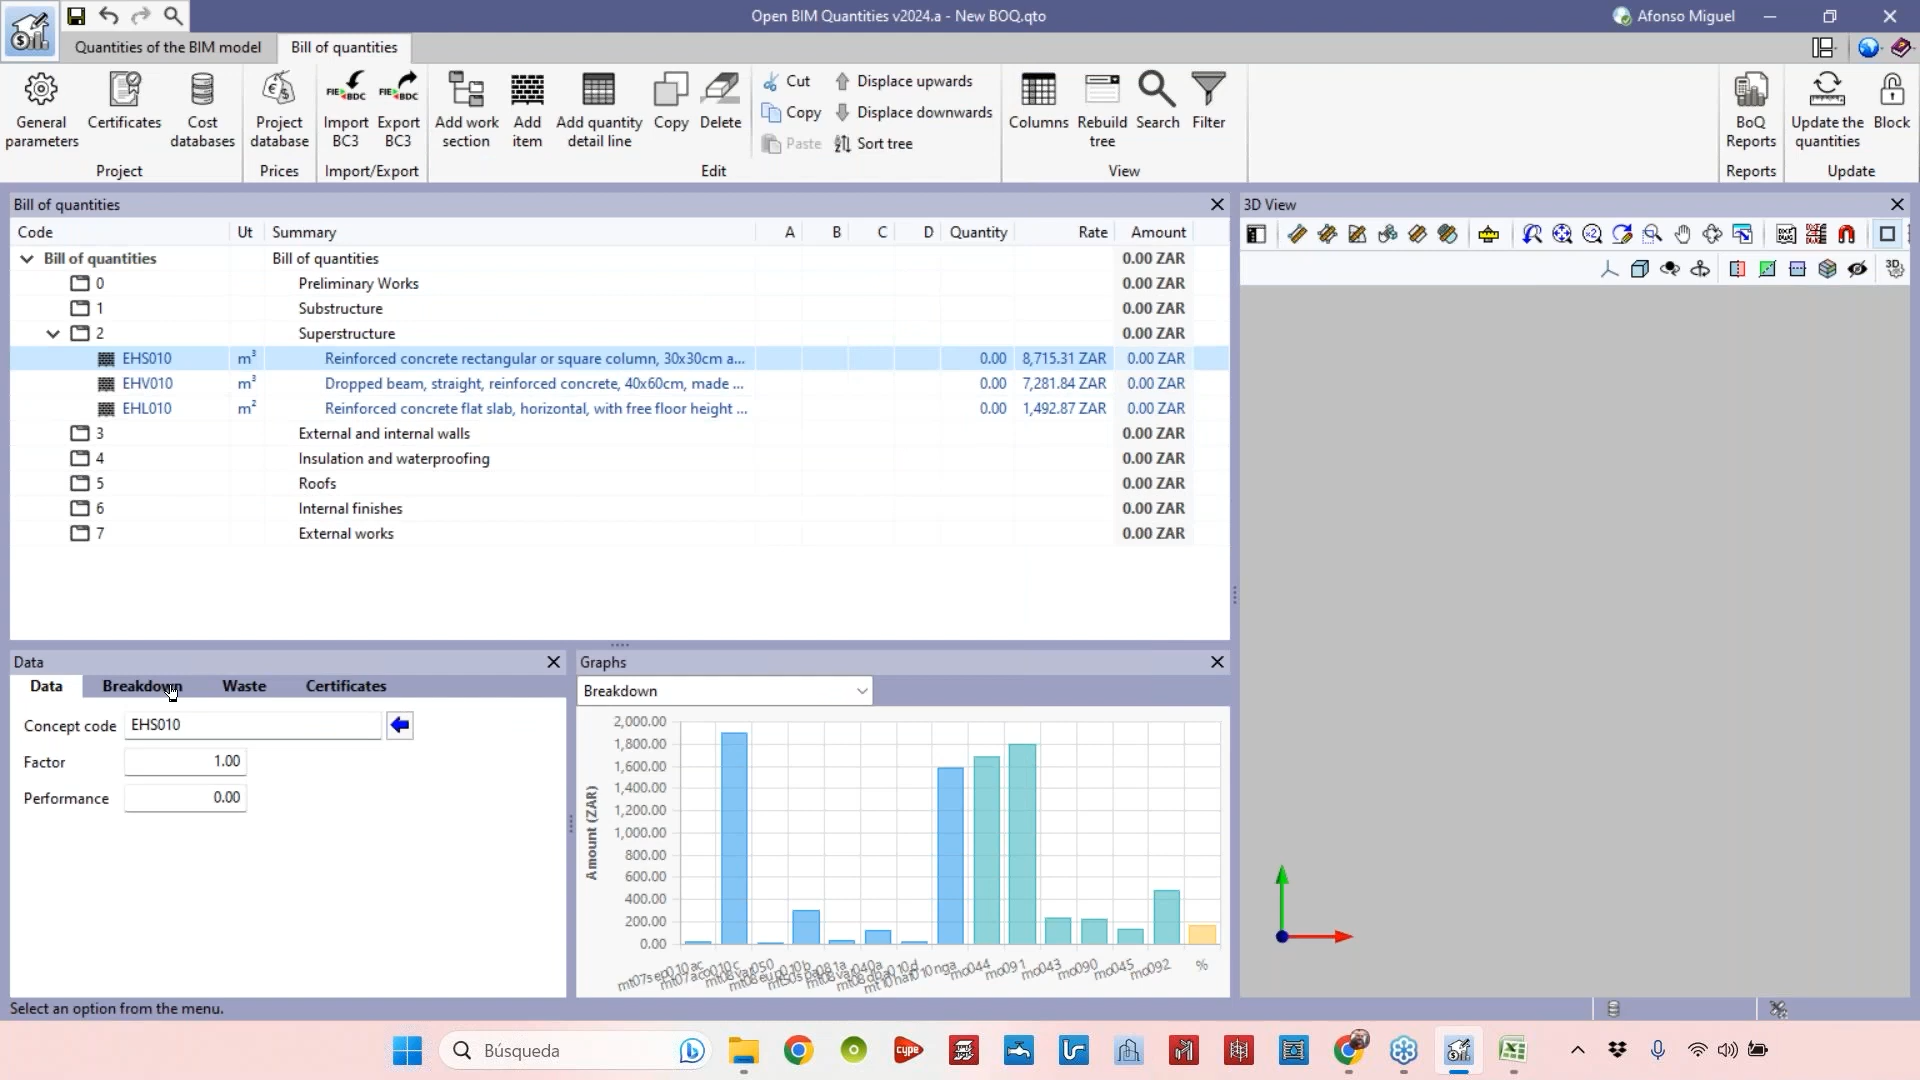 Open BIM Quantities v2024.a - New BOQ.qto
Afonso Miguel
Quantities of the BIM model
Bill of quantities
General parameters
Certificates
Cost databases
Project database
FIE BDC
Import BC3
FIE BDC
Export BC3
Add work section
Add item
Add quantity detail line
Copy
Delete
Cut
Copy
Paste
Displace upwards
Displace downwards
Sort tree
Columns
Rebuild tree
Search
Filter
BoQ Reports
Update the quantities
Block
Project
Prices
Import/Export
Edit
View
Reports
Update
Bill of quantities
Code Ut Summary A B C D Quantity Rate Amount
Bill of quantities Bill of quantities 0.00 ZAR
0 Preliminary Works 0.00 ZAR
1 Substructure 0.00 ZAR
2 Superstructure 0.00 ZAR
EHS010 m³ Reinforced concrete rectangular or square column, 30x30cm a... 0.00 8,715.31 ZAR 0.00 ZAR
EHV010 m³ Dropped beam, straight, reinforced concrete, 40x60cm, made ... 0.00 7,281.84 ZAR 0.00 ZAR
EHL010 m² Reinforced concrete flat slab, horizontal, with free floor height ... 0.00 1,492.87 ZAR 0.00 ZAR
3 External and internal walls 0.00 ZAR
4 Insulation and waterproofing 0.00 ZAR
5 Roofs 0.00 ZAR
6 Internal finishes 0.00 ZAR
7 External works 0.00 ZAR
3D View
3D
Data
Data Breakdown Waste Certificates
Concept code EHS010
Factor 1.00
Performance 0.00
Graphs
Breakdown
Amount (ZAR)
2,000.00
1,800.00
1,600.00
1,400.00
1,200.00
1,000.00
800.00
600.00
400.00
200.00
0.00
mo044 mo091 mo043 mo090 mo045 mo092 %
Select an option from the menu.
Búsqueda
cype